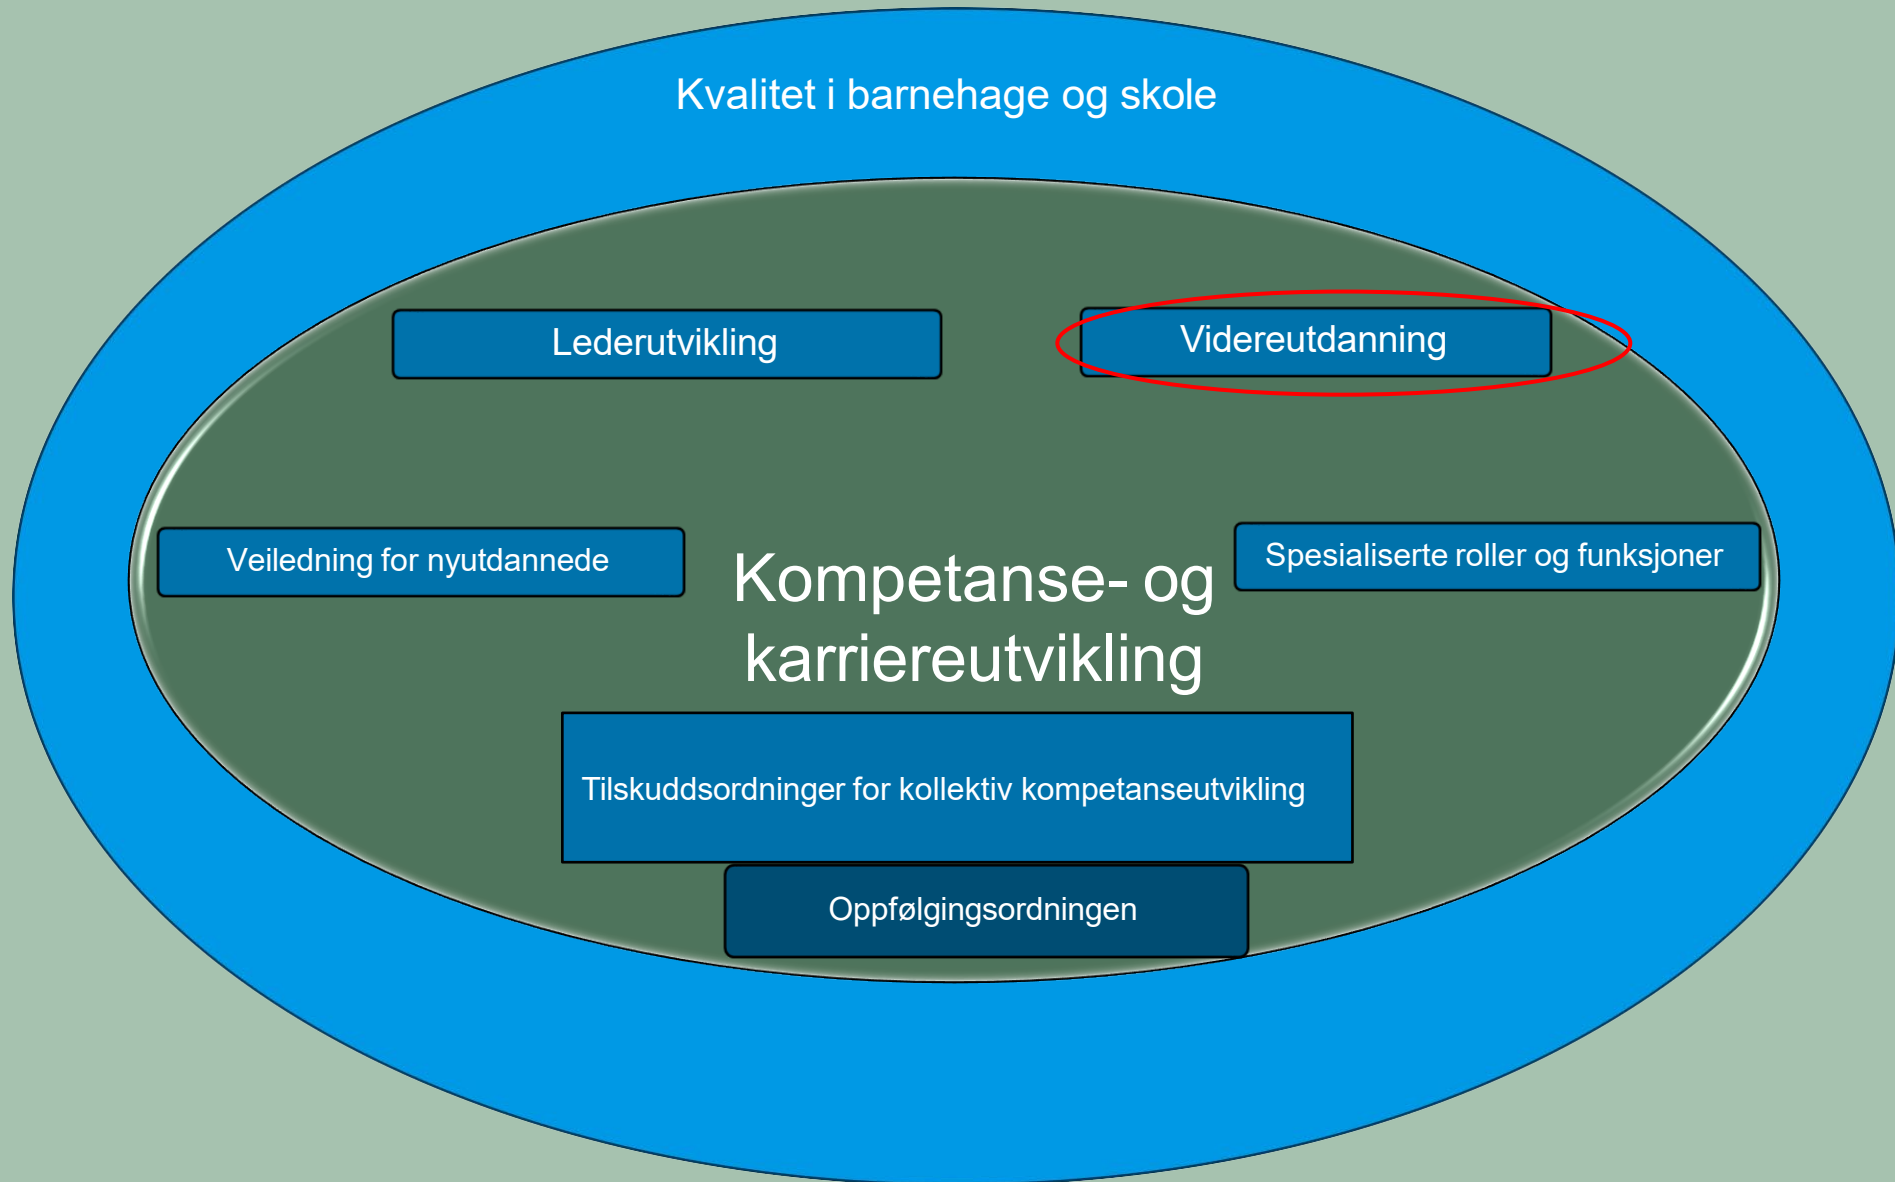 Kvalitet i barnehage og skole
Lederutvikling
Videreutdanning
Veiledning for nyutdannede
Spesialiserte roller og funksjoner
Kompetanse- og
karriereutvikling
Tilskuddsordninger for kollektiv kompetanseutvikling
Oppfølgingsordningen